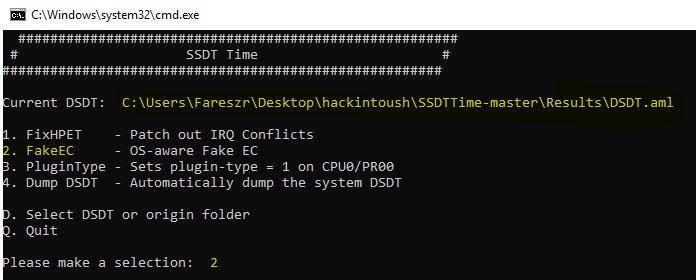 C:\Windows\system32\cmd.exe
#######################################################
# SSDT Time #
#######################################################
Current DSDT: C:\Users\Fareszr\Desktop\hackintoush\SSDTTime-master\Results\DSDT.aml
1. FixHPET - Patch out IRQ Conflicts
2. FakeEC - OS-aware Fake EC
3. PluginType - Sets plugin-type = 1 on CPU0/PR00
4. Dump DSDT - Automatically dump the system DSDT
D. Select DSDT or origin folder
Q. Quit
Please make a selection: 2